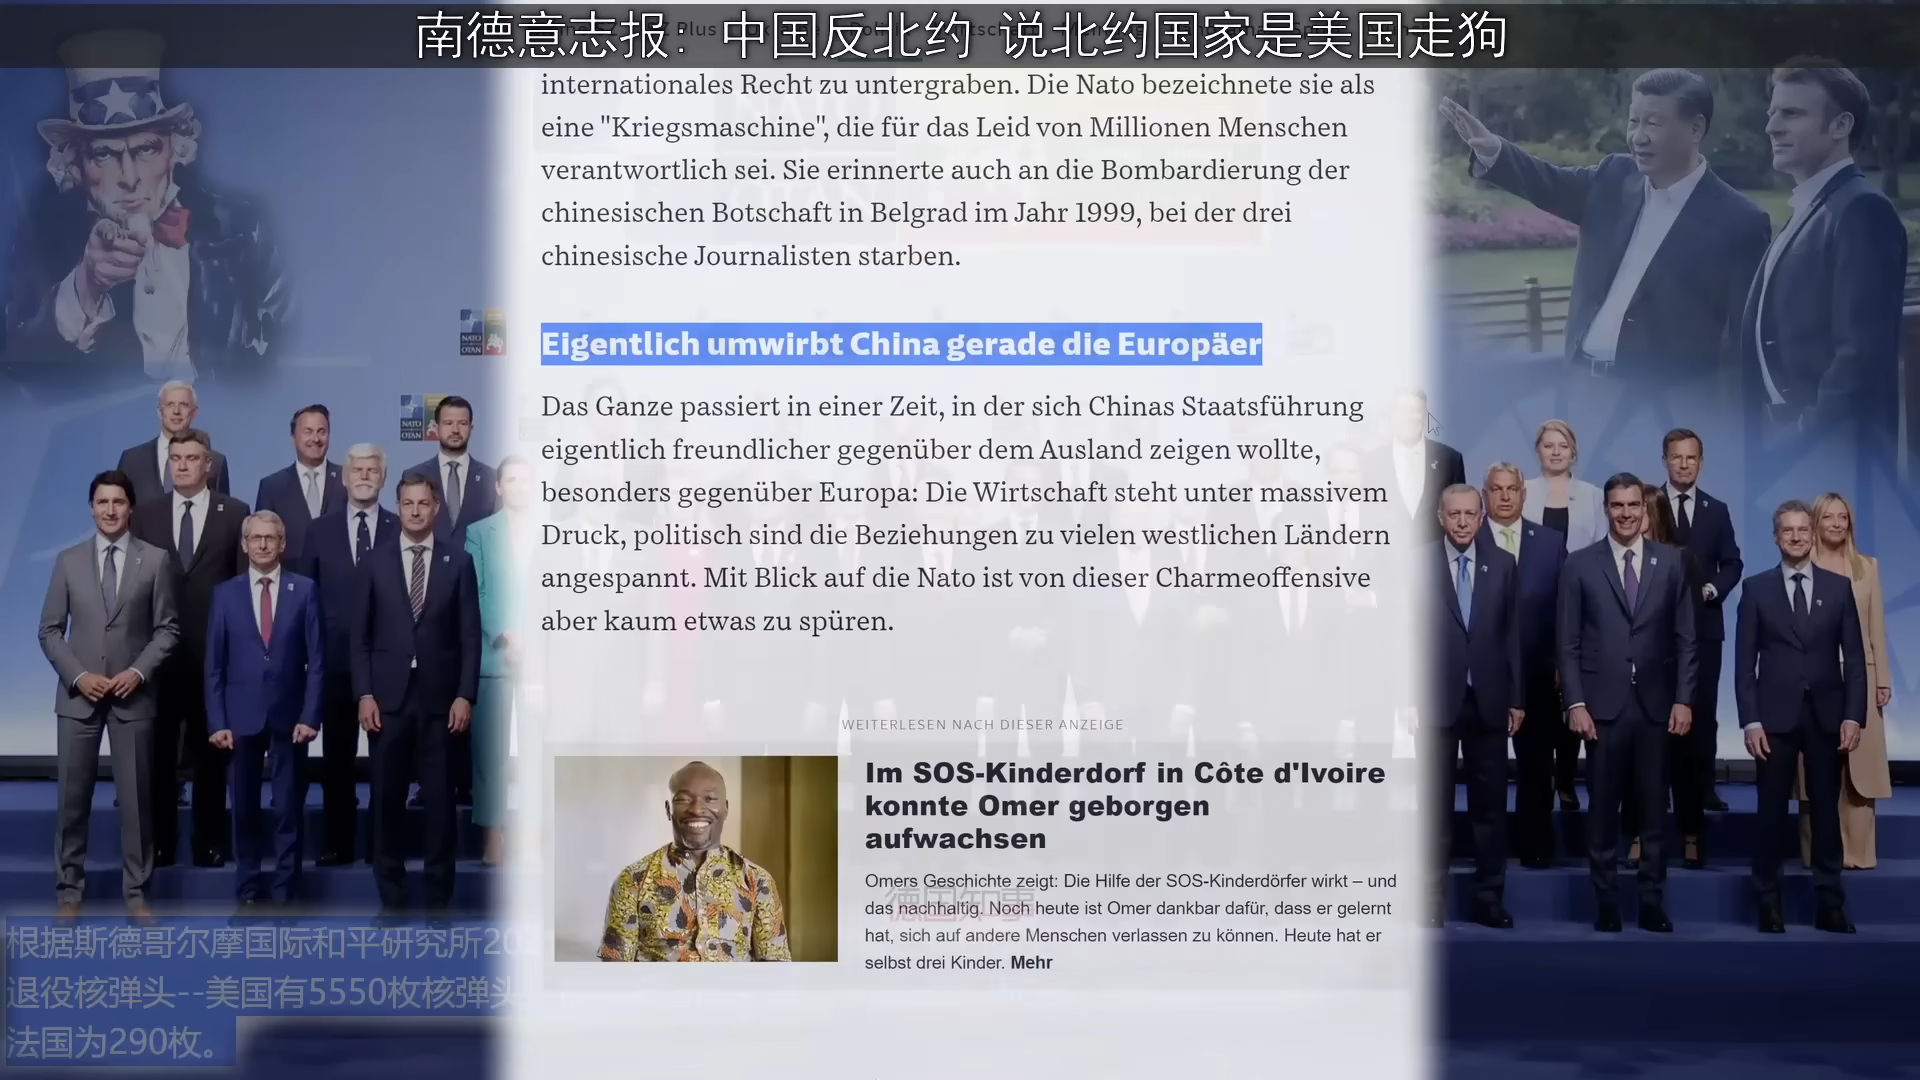 南德意志报：中国反北约 说北约国家是美国走狗
internationales Recht zu untergraben. Die Nato bezeichnete sie als
eine "Kriegsmaschine", die für das Leid von Millionen Menschen
verantwortlich sei. Sie erinnerte auch an die Bombardierung der
chinesischen Botschaft in Belgrad im Jahr 1999, bei der drei
chinesische Journalisten starben.
NATO
OTAN
Eigentlich umwirbt China gerade die Europäer
NATO
OTAN
Das Ganze passiert in einer Zeit, in der sich Chinas Staatsführung
eigentlich freundlicher gegenüber dem Ausland zeigen wollte,
besonders gegenüber Europa: Die Wirtschaft steht unter massivem
Druck, politisch sind die Beziehungen zu vielen westlichen Ländern
angespannt. Mit Blick auf die Nato ist von dieser Charmeoffensive
aber kaum etwas zu spüren.
WEITERLESEN NACH DIESER ANZEIGE
Im SOS-Kinderdorf in Côte d'Ivoire
konnte Omer geborgen
aufwachsen
Omers Geschichte zeigt: Die Hilfe der SOS-Kinderdörfer wirkt – und
das nachhaltig. Noch heute ist Omer dankbar dafür, dass er gelernt
hat, sich auf andere Menschen verlassen zu können. Heute hat er
selbst drei Kinder. Mehr
德国知事
根据斯德哥尔摩国际和平研究所20
退役核弹头--美国有5550枚核弹头
法国为290枚。